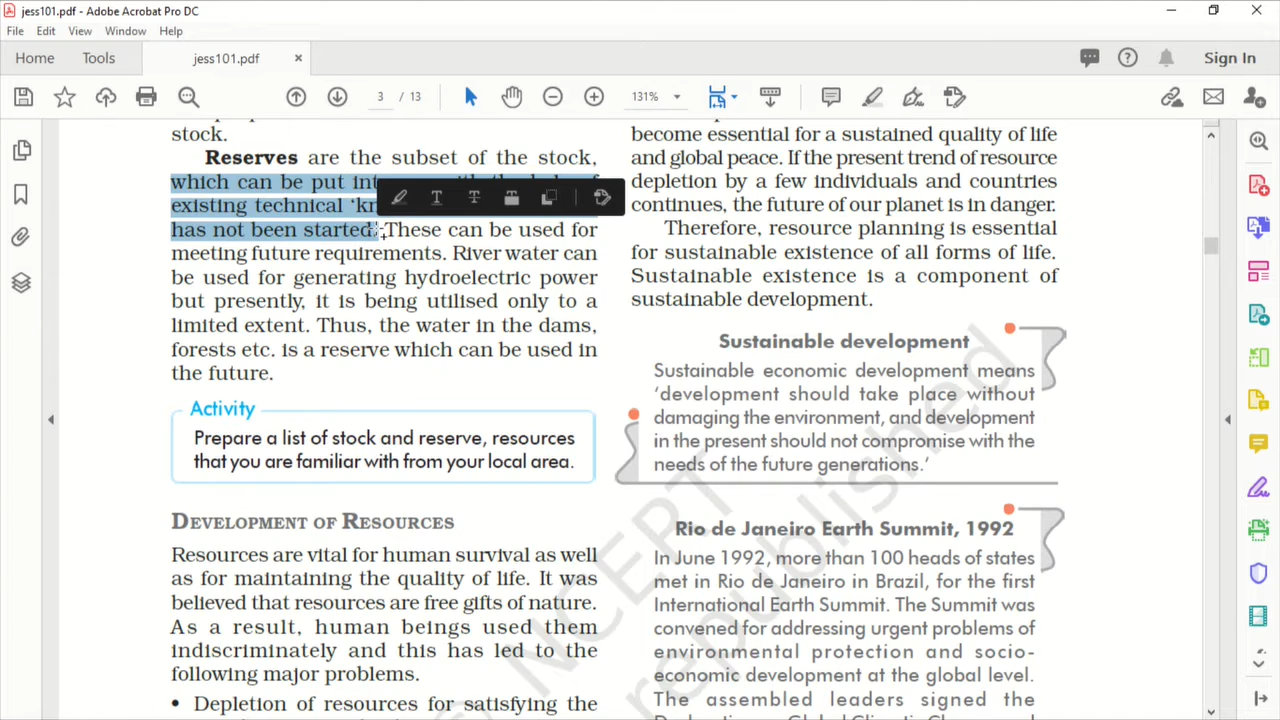 jess101.pdf - Adobe Acrobat Pro DC
File Edit View Window Help
Home Tools jess101.pdf × Sign In
3 / 13 131%
stock.
Reserves are the subset of the stock,
which can be put
existing technical ‘
has not been started. These can be used for
meeting future requirements. River water can
be used for generating hydroelectric power
but presently, it is being utilised only to a
limited extent. Thus, the water in the dams,
forests etc. is a reserve which can be used in
the future.
Activity
Prepare a list of stock and reserve, resources
that you are familiar with from your local area.
DEVELOPMENT OF RESOURCES
Resources are vital for human survival as well
as for maintaining the quality of life. It was
believed that resources are free gifts of nature.
As a result, human beings used them
indiscriminately and this has led to the
following major problems.
• Depletion of resources for satisfying the
become essential for a sustained quality of life
and global peace. If the present trend of resource
depletion by a few individuals and countries
continues, the future of our planet is in danger.
Therefore, resource planning is essential
for sustainable existence of all forms of life.
Sustainable existence is a component of
sustainable development.
Sustainable development
Sustainable economic development means
‘development should take place without
damaging the environment, and development
in the present should not compromise with the
needs of the future generations.’
Rio de Janeiro Earth Summit, 1992
In June 1992, more than 100 heads of states
met in Rio de Janeiro in Brazil, for the first
International Earth Summit. The Summit was
convened for addressing urgent problems of
environmental protection and socio-
economic development at the global level.
The assembled leaders signed the
© NCERT
republished